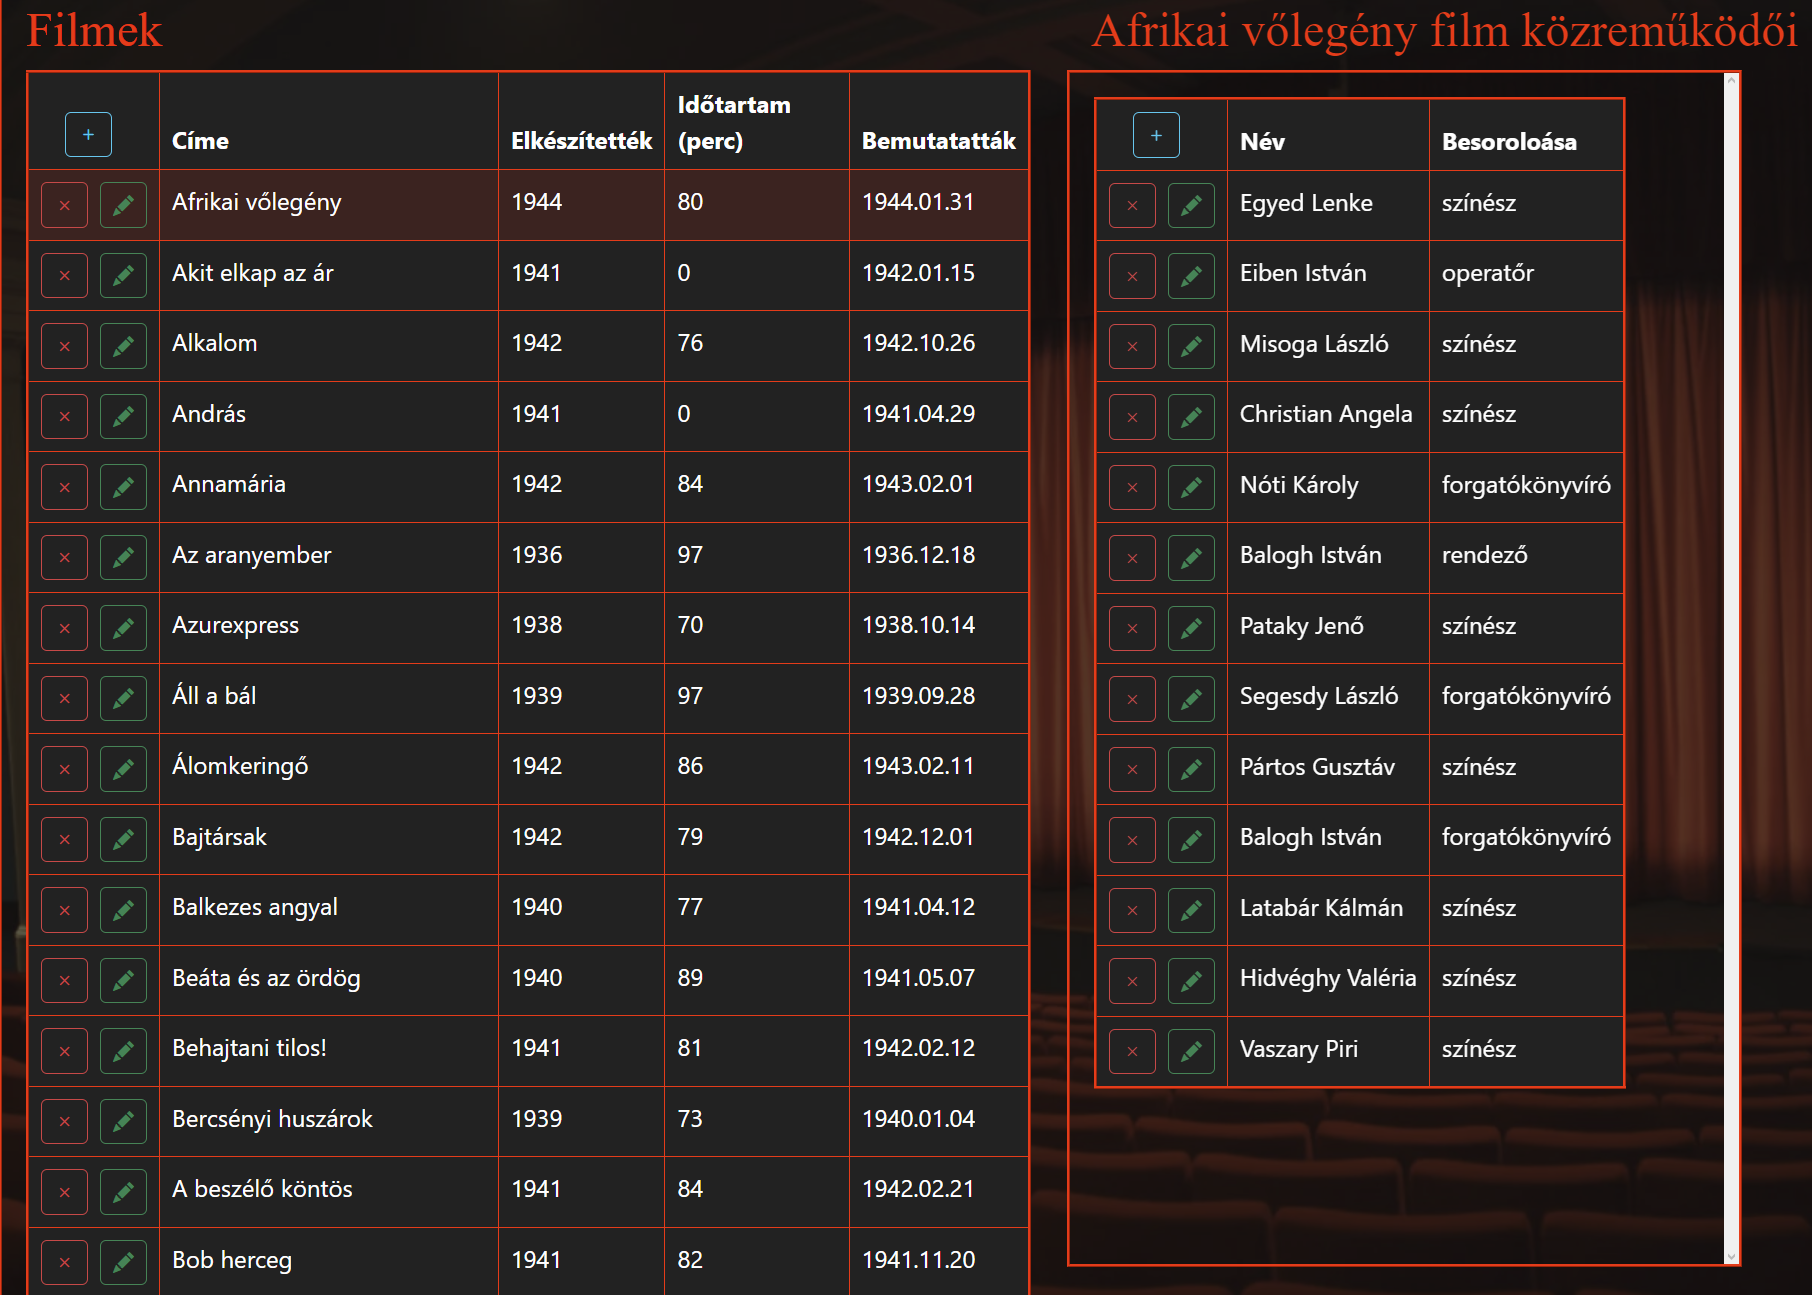 Filmek
+ Címe Elkészítették Időtartam (perc) Bemutatatták
× Afrikai vőlegény 1944 80 1944.01.31
× Akit elkap az ár 1941 0 1942.01.15
× Alkalom 1942 76 1942.10.26
× András 1941 0 1941.04.29
× Annamária 1942 84 1943.02.01
× Az aranyember 1936 97 1936.12.18
× Azurexpress 1938 70 1938.10.14
× Áll a bál 1939 97 1939.09.28
× Álomkeringő 1942 86 1943.02.11
× Bajtársak 1942 79 1942.12.01
× Balkezes angyal 1940 77 1941.04.12
× Beáta és az ördög 1940 89 1941.05.07
× Behajtani tilos! 1941 81 1942.02.12
× Bercsényi huszárok 1939 73 1940.01.04
× A beszélő köntös 1941 84 1942.02.21
× Bob herceg 1941 82 1941.11.20
Afrikai vőlegény film közreműködői
+ Név Besoroloása
× Egyed Lenke színész
× Eiben István operatőr
× Misoga László színész
× Christian Angela színész
× Nóti Károly forgatókönyvíró
× Balogh István rendező
× Pataky Jenő színész
× Segesdy László forgatókönyvíró
× Pártos Gusztáv színész
× Balogh István forgatókönyvíró
× Latabár Kálmán színész
× Hidvéghy Valéria színész
× Vaszary Piri színész